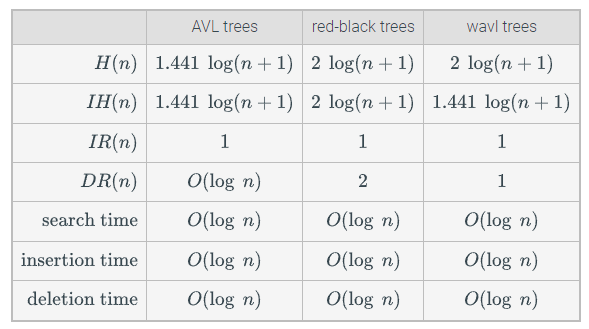 AVL trees red-black trees wavl trees
H(n) 1.441 log(n + 1) 2 log(n + 1) 2 log(n + 1)
IH(n) 1.441 log(n + 1) 2 log(n + 1) 1.441 log(n + 1)
IR(n) 1 1 1
DR(n) O(log n) 2 1
search time O(log n) O(log n) O(log n)
insertion time O(log n) O(log n) O(log n)
deletion time O(log n) O(log n) O(log n)